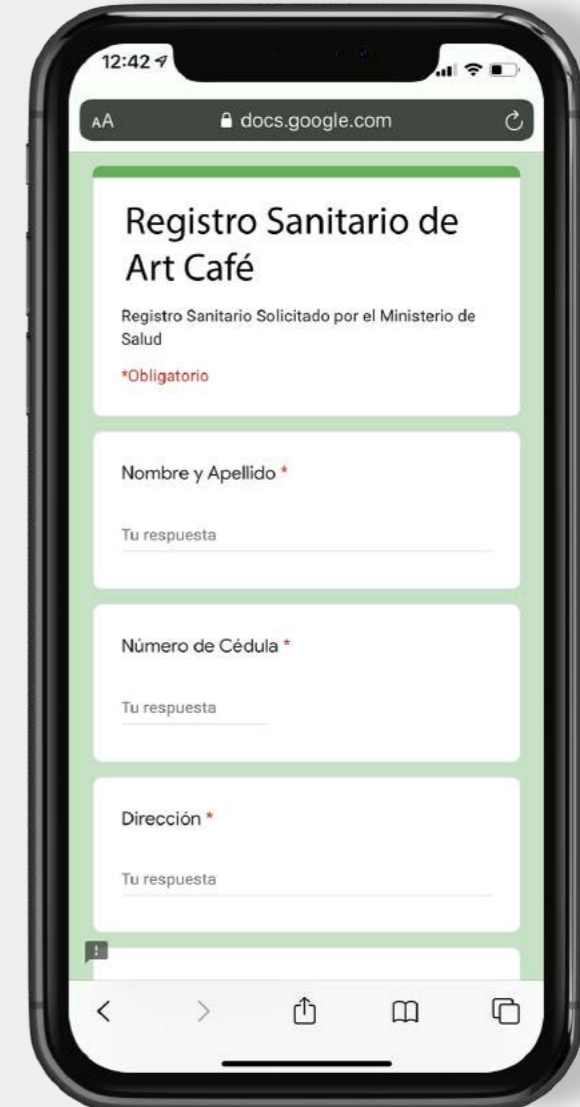 12:42
AA docs.google.com
Registro Sanitario de
Art Café
Registro Sanitario Solicitado por el Ministerio de
Salud
*Obligatorio
Nombre y Apellido *
Tu respuesta
Número de Cédula *
Tu respuesta
Dirección *
Tu respuesta